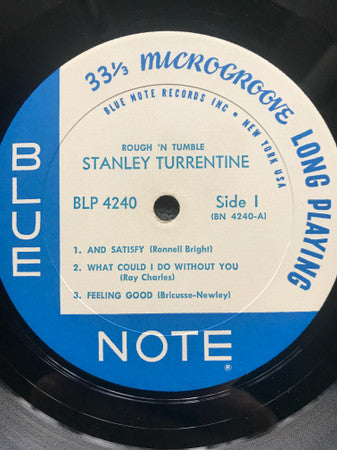 33⅓ MICROGROOVE LONG PLAYING
BLUE NOTE RECORDS INC • NEW YORK USA
ROUGH 'N TUMBLE
STANLEY TURRENTINE
BLP 4240 Side 1
(BN 4240-A)
1. AND SATISFY (Ronnell Bright)
2. WHAT COULD I DO WITHOUT YOU
(Ray Charles)
3. FEELING GOOD (Bricusse-Newley)
BLUE
NOTE®